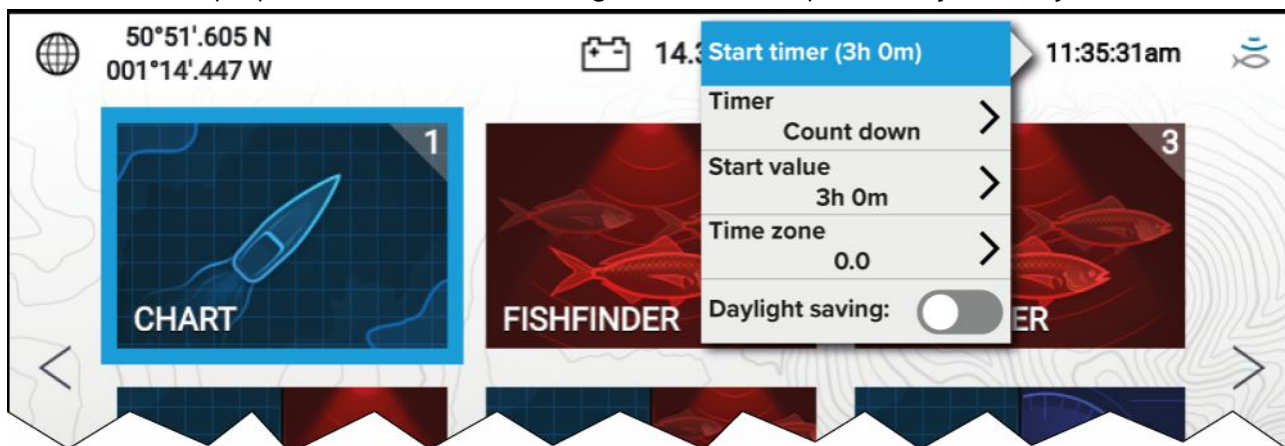 50°51'.605 N
001°14'.447 W
14.3
11:35:31am
Start timer (3h 0m)
Timer
Count down
Start value
3h 0m
Time zone
0.0
Daylight saving:
1
3
CHART
FISHFINDER
ER